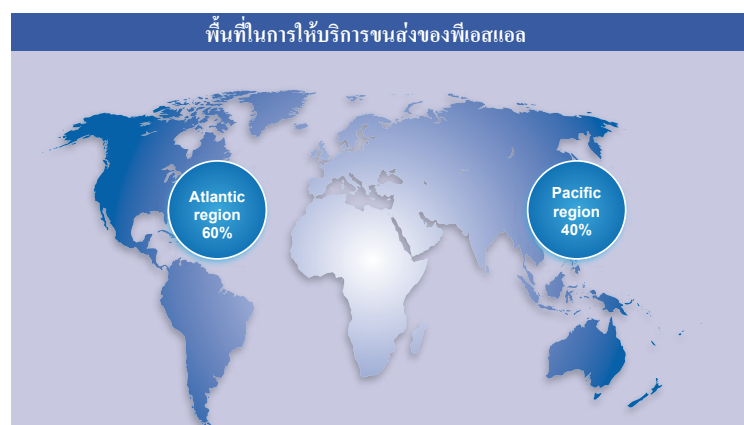 พื้นที่ในการให้บริการขนส่งของพีเอสแอล
Atlantic
region
60%
Pacific
region
40%